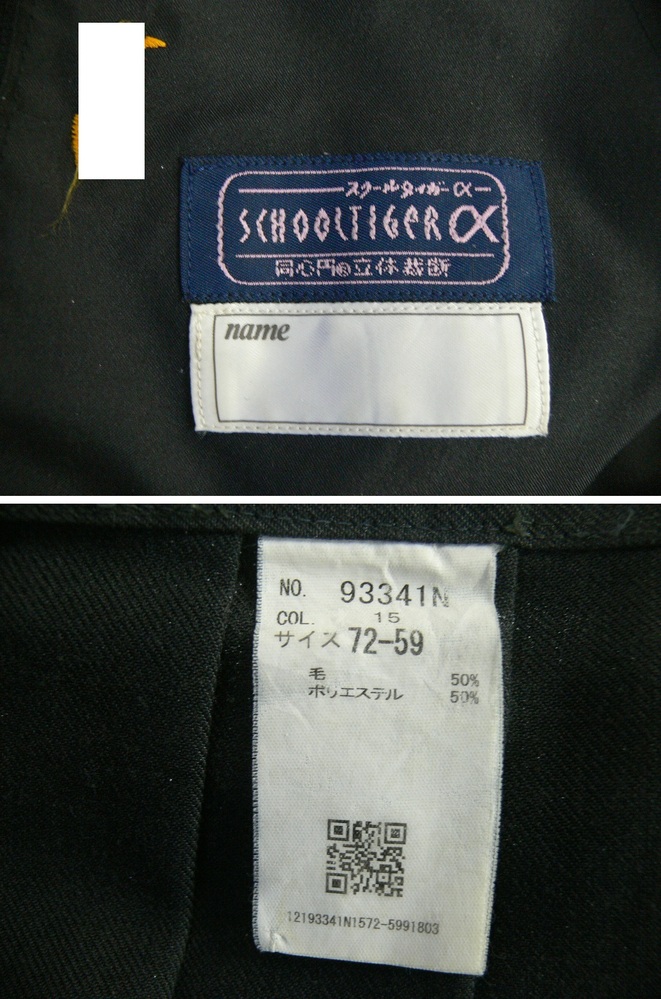 スクールタイガーα
SCHOOLTIGER α
同心円®立体裁断
name
NO. 93341N
COL. 15
サイズ 72-59
毛 50%
ポリエステル 50%
12193341N1572-5991803